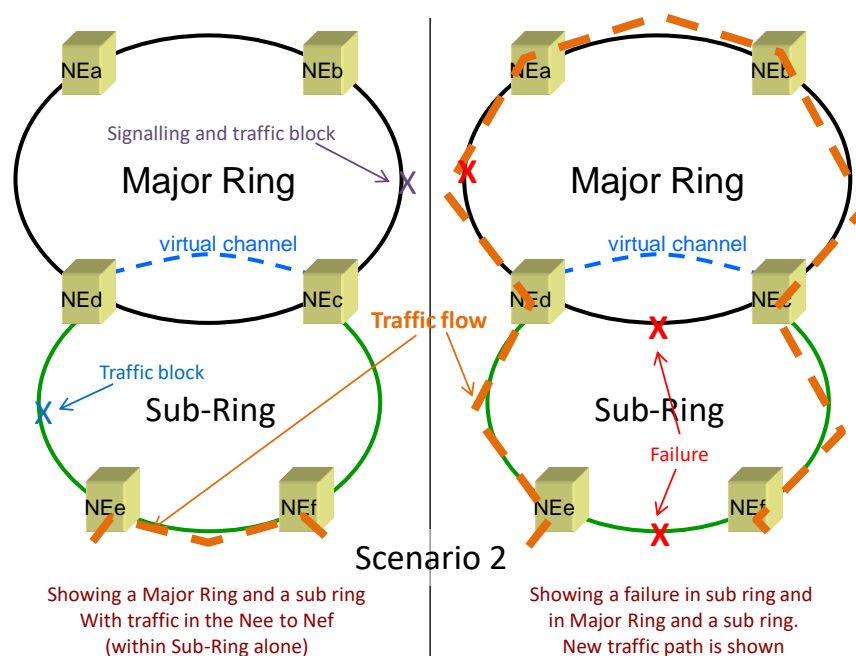 NEa
NEb
Signalling and traffic block
X
Major Ring
virtual channel
NEd
NEc
Traffic block
X
Sub-Ring
NEe
NEf
Showing a Major Ring and a sub ring
With traffic in the Nee to Nef
(within Sub-Ring alone)
Traffic flow
Scenario 2
NEa
NEb
X
Major Ring
virtual channel
NEd
NEc
X
Sub-Ring
Failure
NEe
NEf
X
Showing a failure in sub ring and
in Major Ring and a sub ring.
New traffic path is shown